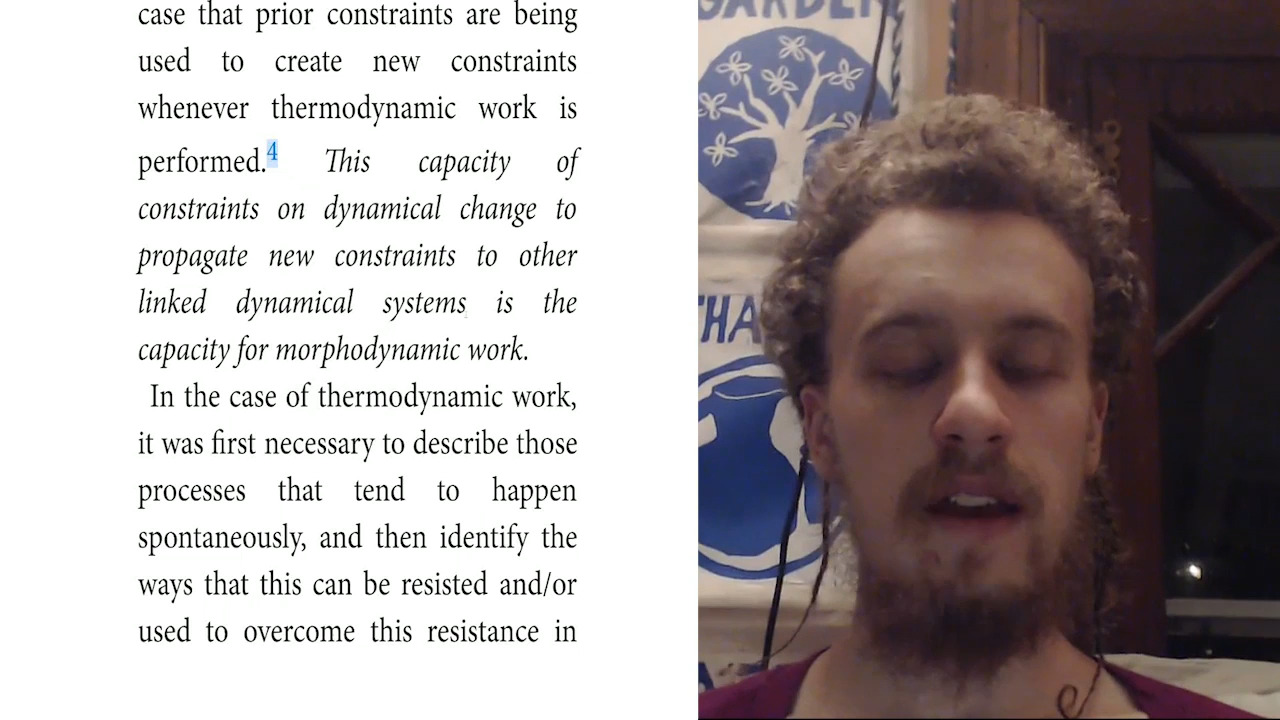 case that prior constraints are being
used to create new constraints
whenever thermodynamic work is
performed.4 This capacity of
constraints on dynamical change to
propagate new constraints to other
linked dynamical systems is the
capacity for morphodynamic work.
In the case of thermodynamic work,
it was first necessary to describe those
processes that tend to happen
spontaneously, and then identify the
ways that this can be resisted and/or
used to overcome this resistance in
GARDEN
THA